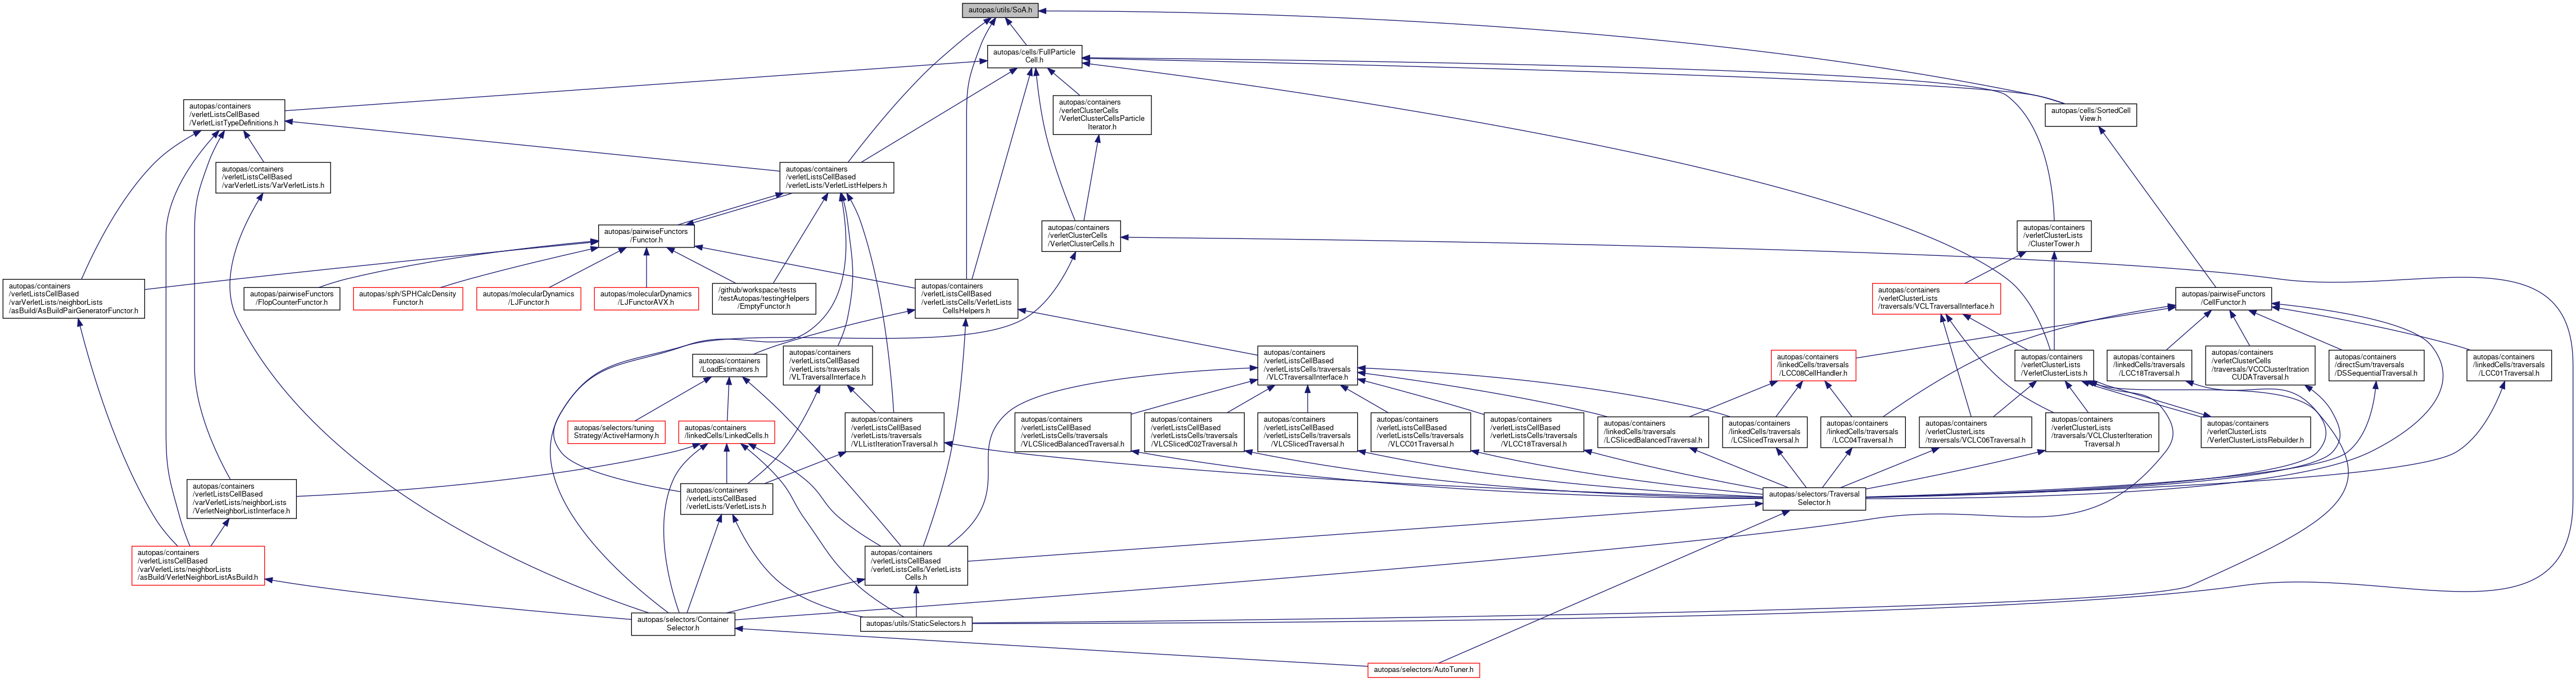 autopas/utils/SoA.h
autopas/cells/FullParticle
Cell.h
autopas/containers
/verletListsCellBased
/VerletListTypeDefinitions.h
autopas/containers
/verletClusterCells
/VerletClusterCellsParticle
Iterator.h
autopas/cells/SortedCell
View.h
autopas/containers
/verletListsCellBased
/varVerletLists/VarVerletLists.h
autopas/containers
/verletListsCellBased
/verletLists/VerletListHelpers.h
autopas/pairwiseFunctors
/Functor.h
autopas/containers
/verletClusterCells
/VerletClusterCells.h
autopas/containers
/verletClusterLists
/ClusterTower.h
autopas/containers
/verletListsCellBased
/varVerletLists/neighborLists
/asBuild/AsBuildPairGeneratorFunctor.h
autopas/pairwiseFunctors
/FlopCounterFunctor.h
autopas/sph/SPHCalcDensity
Functor.h
autopas/molecularDynamics
/LJFunctor.h
autopas/molecularDynamics
/LJFunctorAVX.h
/github/workspace/tests
/testAutopas/testingHelpers
/EmptyFunctor.h
autopas/containers
/verletListsCellBased
/verletListsCells/VerletLists
CellsHelpers.h
autopas/containers
/verletClusterLists
/traversals/VCLTraversalInterface.h
autopas/pairwiseFunctors
/CellFunctor.h
autopas/containers
/LoadEstimators.h
autopas/containers
/verletListsCellBased
/verletLists/traversals
/VLTraversalInterface.h
autopas/containers
/verletListsCellBased
/verletListsCells/traversals
/VLCTraversalInterface.h
autopas/containers
/linkedCells/traversals
/LCC08CellHandler.h
autopas/containers
/verletClusterLists
/VerletClusterLists.h
autopas/containers
/linkedCells/traversals
/LCC18Traversal.h
autopas/containers
/verletClusterCells
/traversals/VCCClusterIteration
CUDATraversal.h
autopas/containers
/directSum/traversals
/DSSequentialTraversal.h
autopas/containers
/linkedCells/traversals
/LCC01Traversal.h
autopas/selectors/tuning
Strategy/ActiveHarmony.h
autopas/containers
/linkedCells/LinkedCells.h
autopas/containers
/verletListsCellBased
/verletLists/traversals
/VLListIterationTraversal.h
autopas/containers
/verletListsCellBased
/verletListsCells/traversals
/VLCSlicedBalancedTraversal.h
autopas/containers
/verletListsCellBased
/verletListsCells/traversals
/VLCSlicedC02Traversal.h
autopas/containers
/verletListsCellBased
/verletListsCells/traversals
/VLCSlicedTraversal.h
autopas/containers
/verletListsCellBased
/verletListsCells/traversals
/VLCC01Traversal.h
autopas/containers
/verletListsCellBased
/verletListsCells/traversals
/VLCC18Traversal.h
autopas/containers
/linkedCells/traversals
/LCSlicedBalancedTraversal.h
autopas/containers
/linkedCells/traversals
/LCSlicedTraversal.h
autopas/containers
/linkedCells/traversals
/LCC04Traversal.h
autopas/containers
/verletClusterLists
/traversals/VCLC06Traversal.h
autopas/containers
/verletClusterLists
/traversals/VCLClusterIteration
Traversal.h
autopas/containers
/verletClusterLists
/VerletClusterListsRebuilder.h
autopas/containers
/verletListsCellBased
/varVerletLists/neighborLists
/VerletNeighborListInterface.h
autopas/containers
/verletListsCellBased
/verletLists/VerletLists.h
autopas/selectors/Traversal
Selector.h
autopas/containers
/verletListsCellBased
/varVerletLists/neighborLists
/asBuild/VerletNeighborListAsBuild.h
autopas/containers
/verletListsCellBased
/verletListsCells/VerletLists
Cells.h
autopas/selectors/Container
Selector.h
autopas/utils/StaticSelectors.h
autopas/selectors/AutoTuner.h